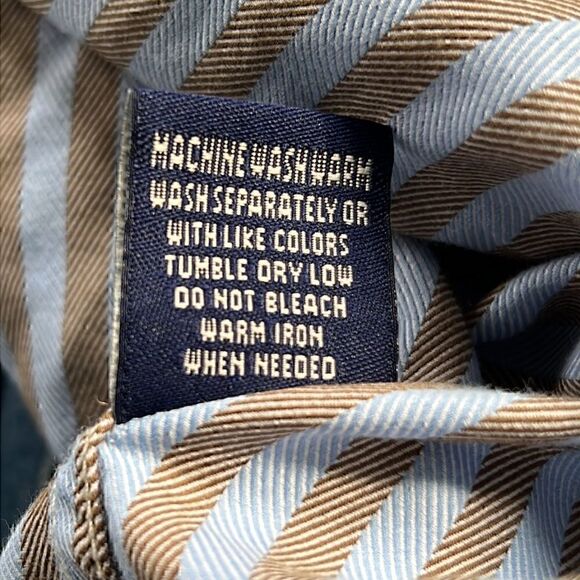 MACHINE WASH WARM
WASH SEPARATELY OR
WITH LIKE COLORS
TUMBLE DRY LOW
DO NOT BLEACH
WARM IRON
WHEN NEEDED